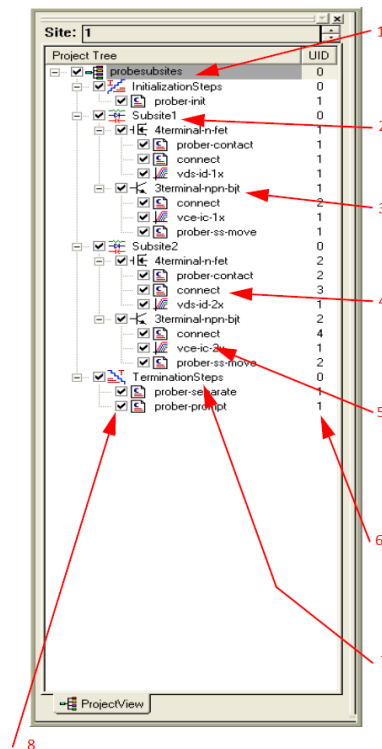 Site: 1
Project Tree UID
probesubsites 0
InitializationSteps 0
prober-init 1
Subsite1 0
4terminal-n-fet 1
prober-contact 1
connect 1
vds-id-1x 1
3terminal-npn-bjt 1
connect 2
vce-ic-1x 1
prober-ss-move 1
Subsite2 0
4terminal-n-fet 2
prober-contact 2
connect 3
vds-id-2x 1
3terminal-npn-bjt 2
connect 4
vce-ic-2x 1
prober-ss-move 2
TerminationSteps 0
prober-separate 1
prober-prompt 1
ProjectView
1
2
3
4
5
6
8